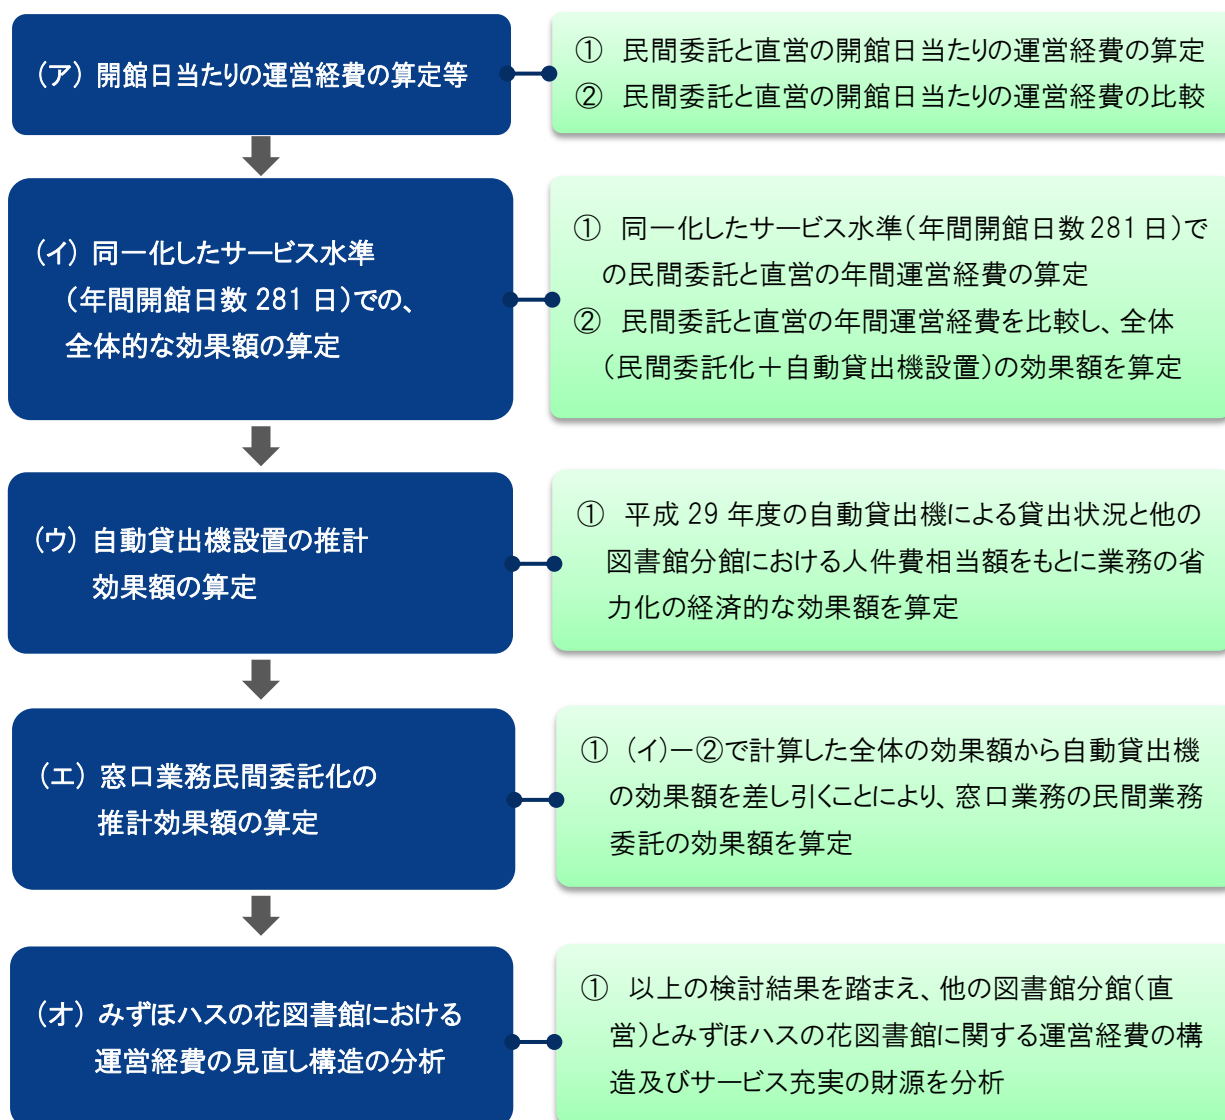 (ア) 開館日当たりの運営経費の算定等
① 民間委託と直営の開館日当たりの運営経費の算定
② 民間委託と直営の開館日当たりの運営経費の比較
(イ) 同一化したサービス水準
(年間開館日数 281 日)での、
全体的な効果額の算定
① 同一化したサービス水準(年間開館日数 281 日)で
の民間委託と直営の年間運営経費の算定
② 民間委託と直営の年間運営経費を比較し、全体
(民間委託化+自動貸出機設置)の効果額を算定
(ウ) 自動貸出機設置の推計
効果額の算定
① 平成 29 年度の自動貸出機による貸出状況と他の
図書館分館における人件費相当額をもとに業務の省
力化の経済的な効果額を算定
(エ) 窓口業務民間委託化の
推計効果額の算定
① (イ)-②で計算した全体の効果額から自動貸出機
の効果額を差し引くことにより、窓口業務の民間業務
委託の効果額を算定
(オ) みずほハスの花図書館における
運営経費の見直し構造の分析
① 以上の検討結果を踏まえ、他の図書館分館(直
営)とみずほハスの花図書館に関する運営経費の構
造及びサービス充実の財源を分析